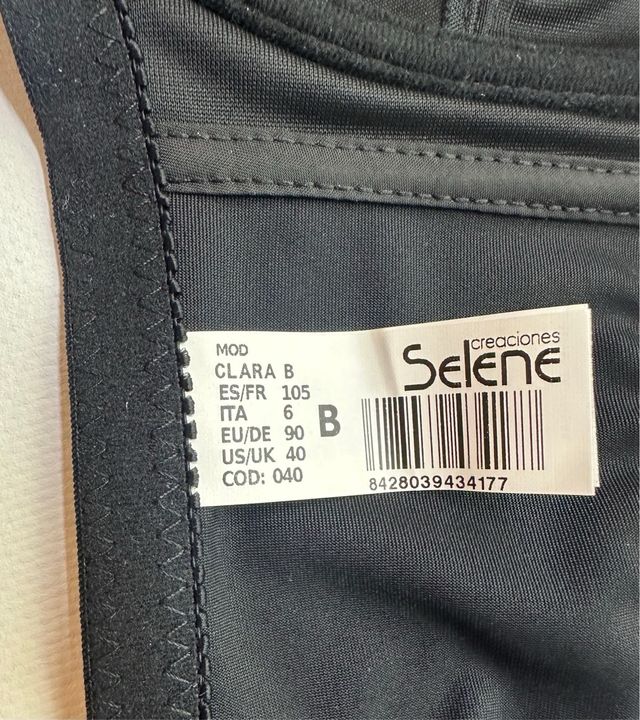 MOD
CLARA B
ES/FR 105
ITA 6
EU/DE 90
US/UK 40
COD: 040
B
creaciones
Selene
8428039434177